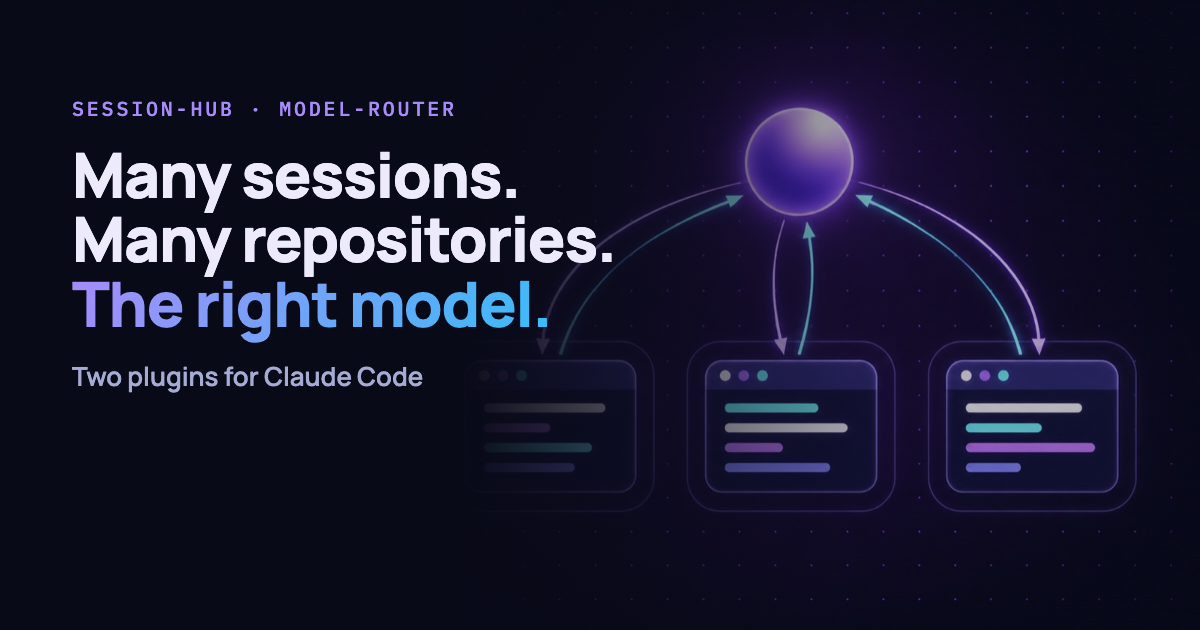 SESSION-HUB · MODEL-ROUTER
Many sessions.
Many repositories.
The right model.
Two plugins for Claude Code